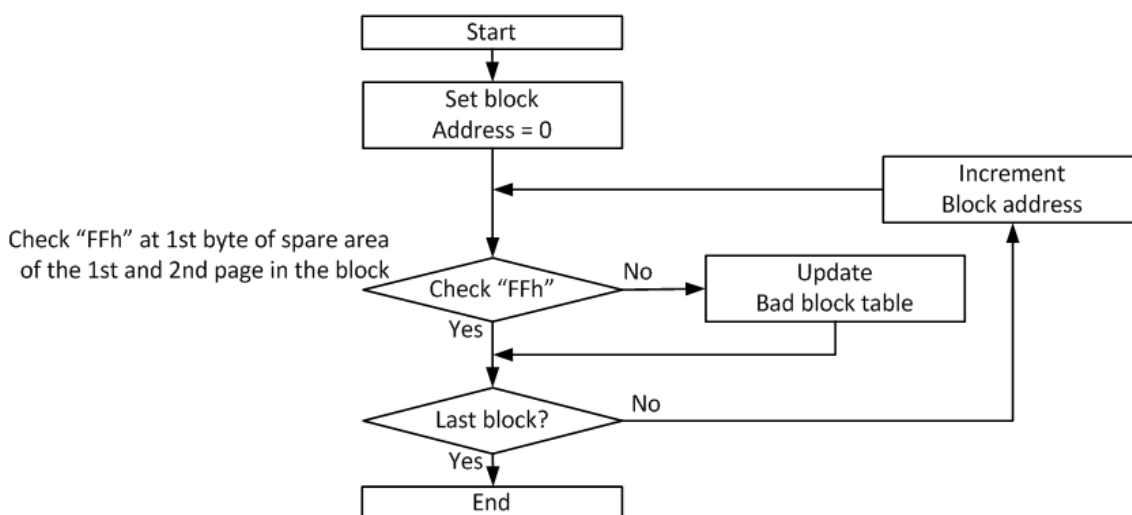 Start
Set block
Address = 0
Increment
Block address
Check “FFh” at 1st byte of spare area
of the 1st and 2nd page in the block
Check “FFh”
No
Update
Bad block table
Yes
Last block?
No
Yes
End